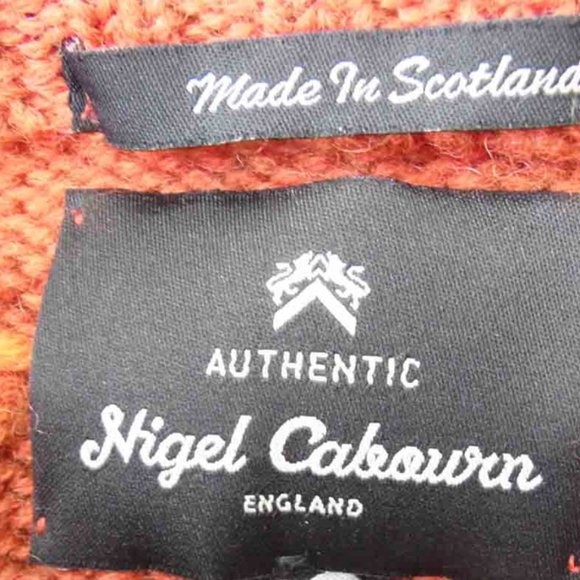 Made In Scotland
AUTHENTIC
Nigel Cabourn
ENGLAND